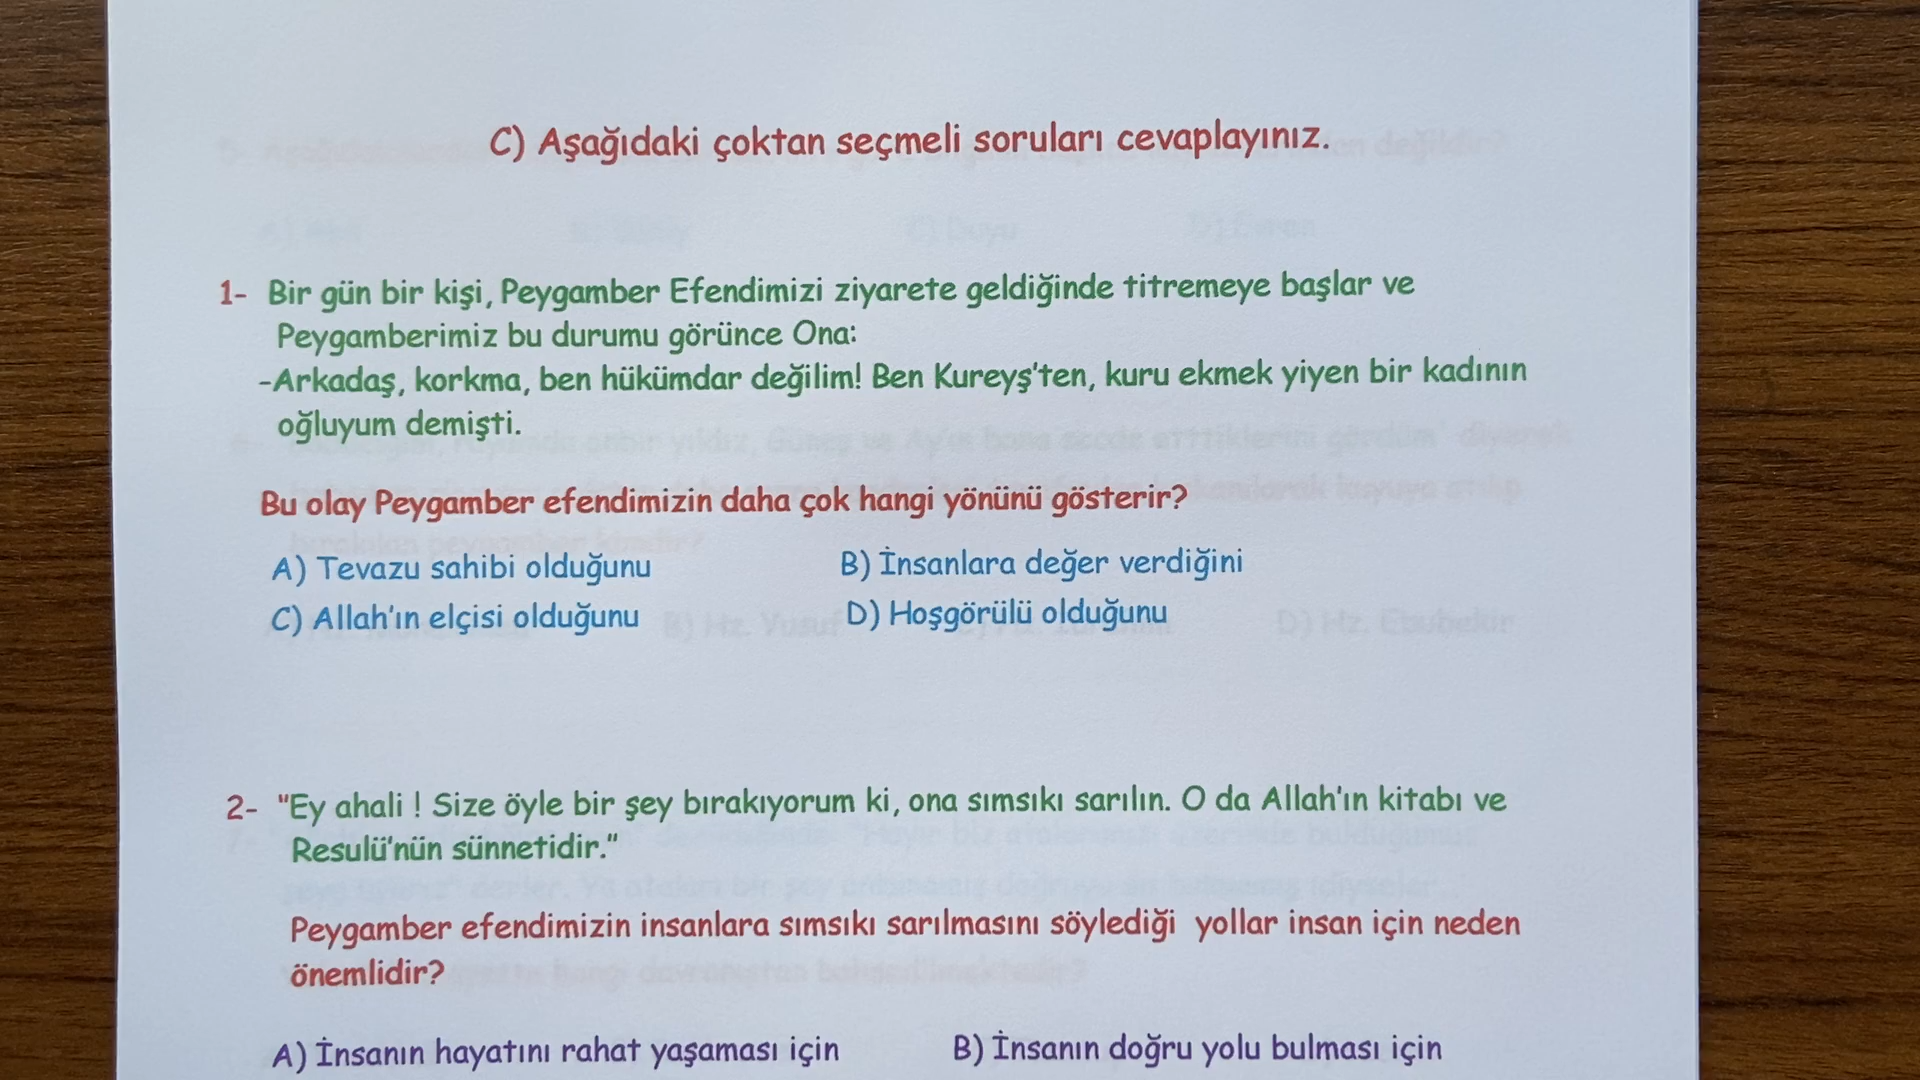 C) Aşağıdaki çoktan seçmeli soruları cevaplayınız.
1- Bir gün bir kişi, Peygamber Efendimizi ziyarete geldiğinde titremeye başlar ve
Peygamberimiz bu durumu görünce Ona:
-Arkadaş, korkma, ben hükümdar değilim! Ben Kureyş'ten, kuru ekmek yiyen bir kadının
oğluyum demişti.
Bu olay Peygamber efendimizin daha çok hangi yönünü gösterir?
A) Tevazu sahibi olduğunu B) İnsanlara değer verdiğini
C) Allah'ın elçisi olduğunu D) Hoşgörülü olduğunu
2- "Ey ahali ! Size öyle bir şey bırakıyorum ki, ona sımsıkı sarılın. O da Allah'ın kitabı ve
Resulü'nün sünnetidir."
Peygamber efendimizin insanlara sımsıkı sarılmasını söylediği yollar insan için neden
önemlidir?
A) İnsanın hayatını rahat yaşaması için B) İnsanın doğru yolu bulması için